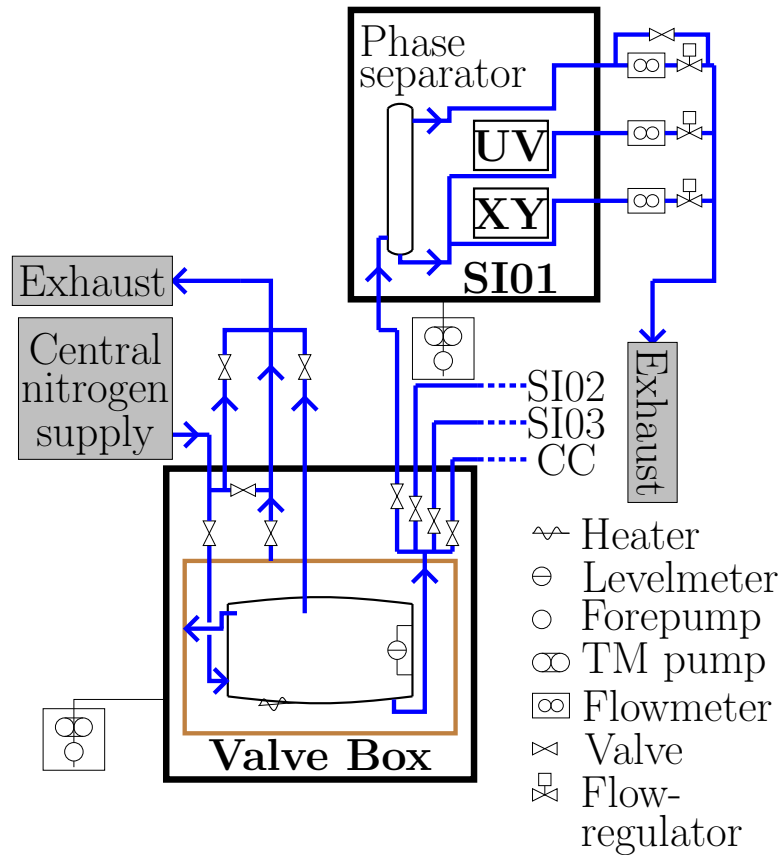 Phase
separator
UV
XY
SI01
Exhaust
Central
nitrogen
supply
Exhaust
SI02
SI03
CC
Heater
Levelmeter
Forepump
TM pump
Flowmeter
Valve
Flow-
regulator
Valve Box